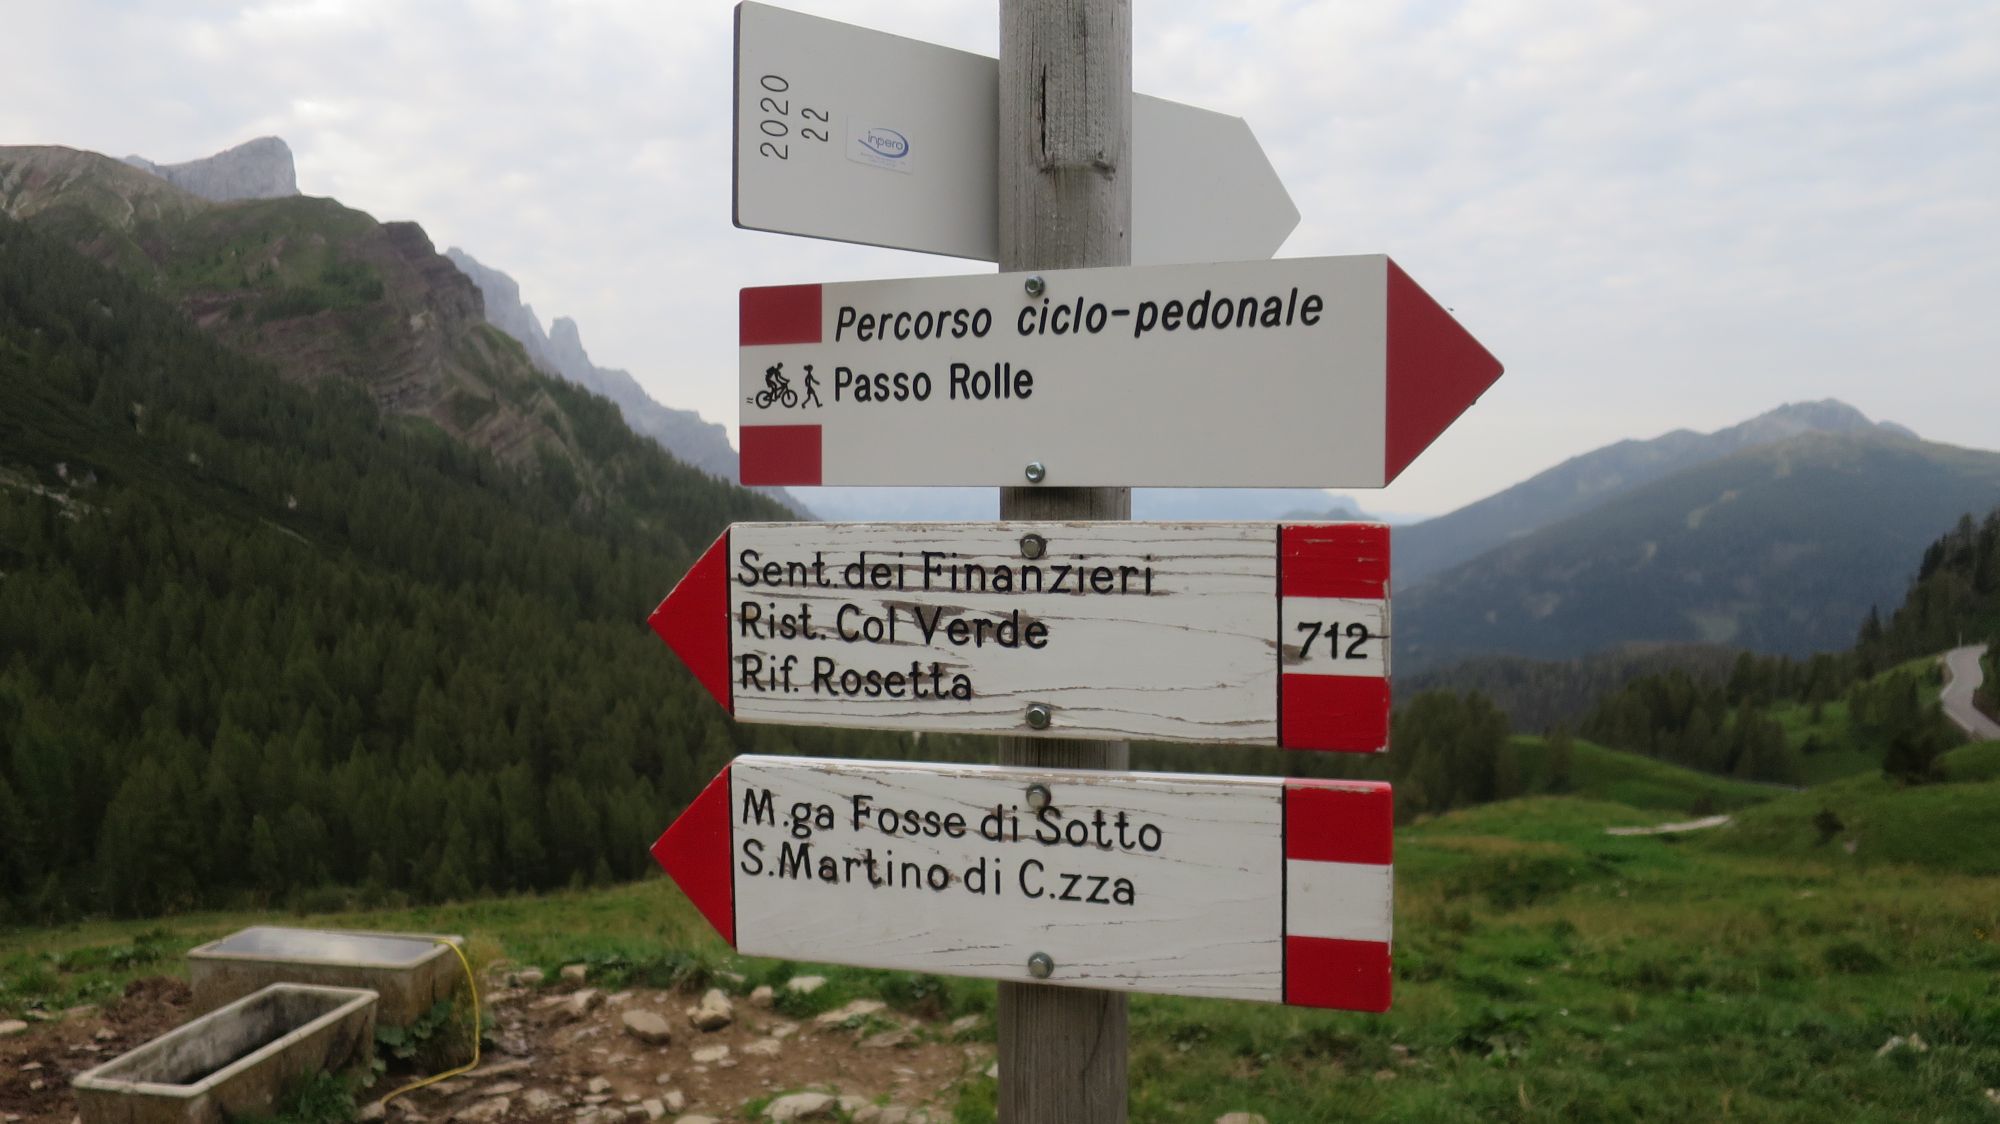 2020
22
inpero
Percorso ciclo-pedonale
Passo Rolle
Sent. dei Finanzieri
Rist. Col Verde
Rif. Rosetta
712
M.ga Fosse di Sotto
S.Martino di C.zza